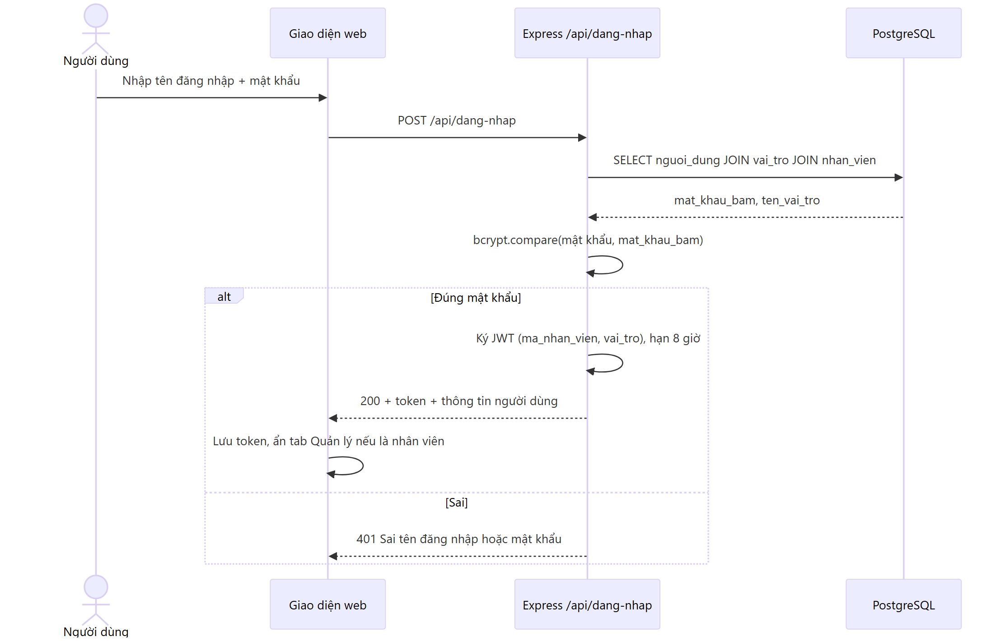 Người dùng
Giao diện web
Express /api/dang-nhap
PostgreSQL
Nhập tên đăng nhập + mật khẩu
POST /api/dang-nhap
SELECT nguoi_dung JOIN vai_tro JOIN nhan_vien
mat_khau_bam, ten_vai_tro
bcrypt.compare(mật khẩu, mat_khau_bam)
alt
[Đúng mật khẩu]
Ký JWT (ma_nhan_vien, vai_tro), hạn 8 giờ
200 + token + thông tin người dùng
Lưu token, ẩn tab Quản lý nếu là nhân viên
[Sai]
401 Sai tên đăng nhập hoặc mật khẩu
Người dùng
Giao diện web
Express /api/dang-nhap
PostgreSQL